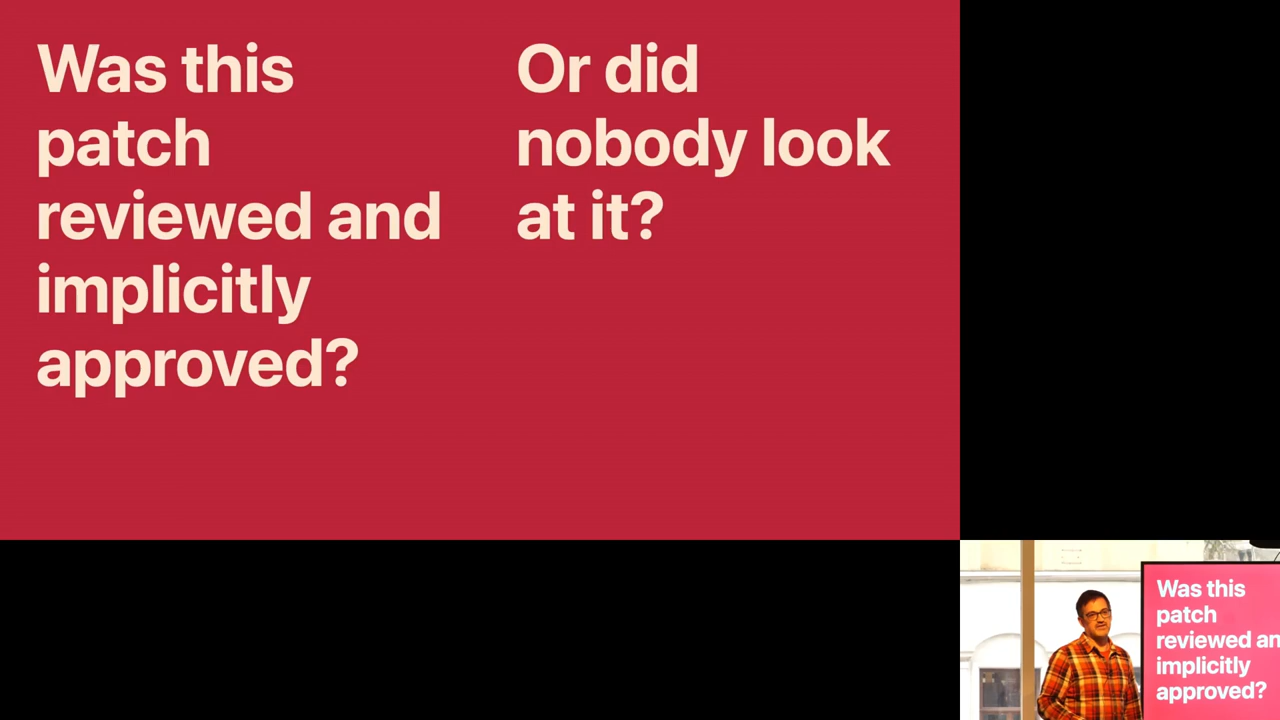 Was this
patch
reviewed and
implicitly
approved?
Or did
nobody look
at it?
Was this
patch
reviewed an
implicitly
approved?